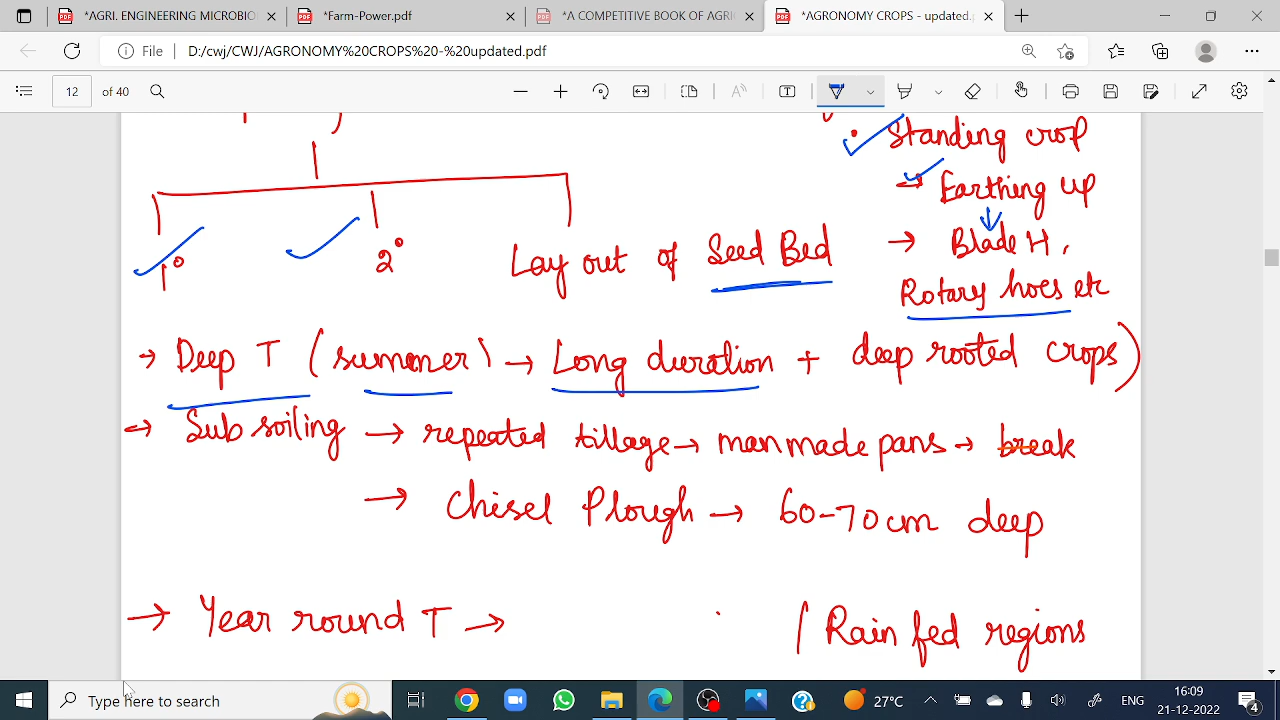 *AGRI. ENGINEERING MICROBIO
*Farm-Power.pdf
*A COMPETITIVE BOOK OF AGRI
*AGRONOMY CROPS - updated.p
File
D:/cwj/CWJ/AGRONOMY%20CROPS%20-%20updated.pdf
12 of 40
• Standing crop
→ Earthing up
1° 2° Lay out of Seed Bed → Blade H,
Rotary hoes etc
→ Deep T (summer) → Long duration + deep rooted crops)
→ Sub soiling → repeated tillage → man made pans → break
→ Chisel Plough → 60-70cm deep
→ Year round T → (Rain fed regions
Type here to search
27°C
ENG
16:09
21-12-2022
4